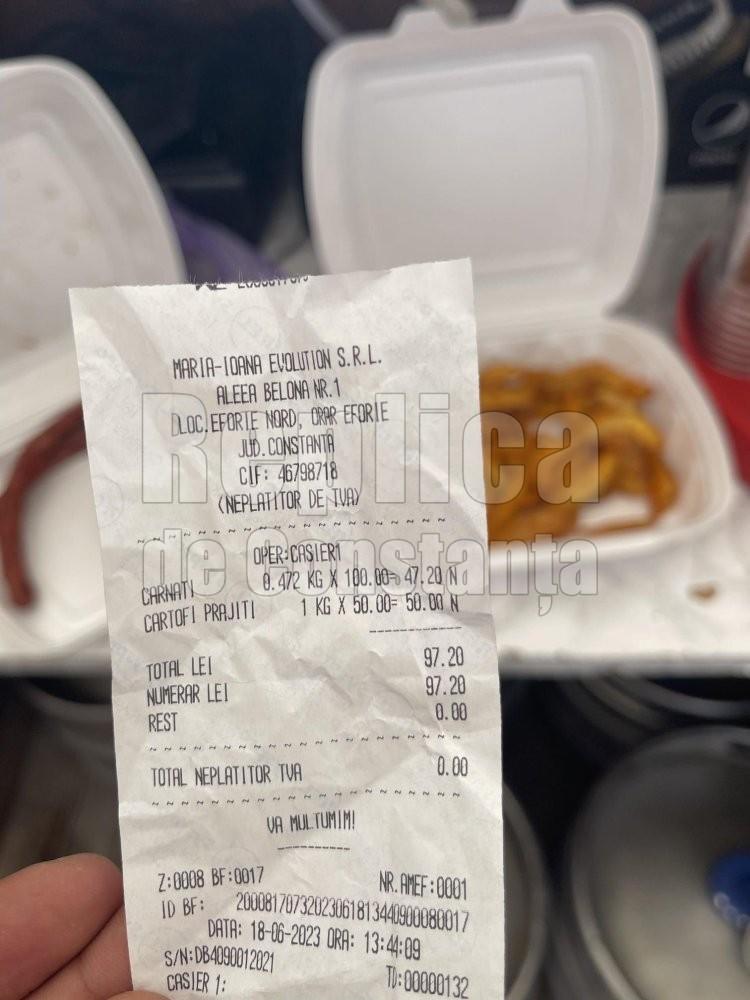 MARIA-IOANA EVOLUTION S.R.L.
ALEEA BELONA NR.1
LOC.EFORIE NORD, ORAR EFORIE
JUD.CONSTANTA
CIF: 46798718
(NEPLATITOR DE TVA)
OPER:CASIER1
CARNATI 0.472 KG X 100.00= 47.20 N
CARTOFI PRAJITI 1 KG X 50.00= 50.00 N
TOTAL LEI 97.20
NUMERAR LEI 97.20
REST 0.00
TOTAL NEPLATITOR TVA 0.00
VA MULTUMIM!
Z:0008 BF:0017 NR.AMEF:0001
ID BF: 2000817073202306181344090080017
DATA: 18-06-2023 ORA: 13:44:09
S/N:DB4090012021
CASIER 1: TD:00000132
Replica
de Constanța